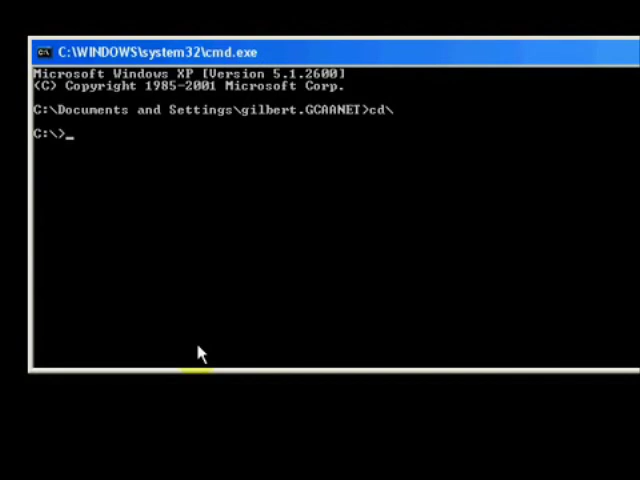 C:\WINDOWS\system32\cmd.exe
Microsoft Windows XP [Version 5.1.2600]
(C) Copyright 1985-2001 Microsoft Corp.
C:\Documents and Settings\gilbert.GCAANET>cd\
C:\>_